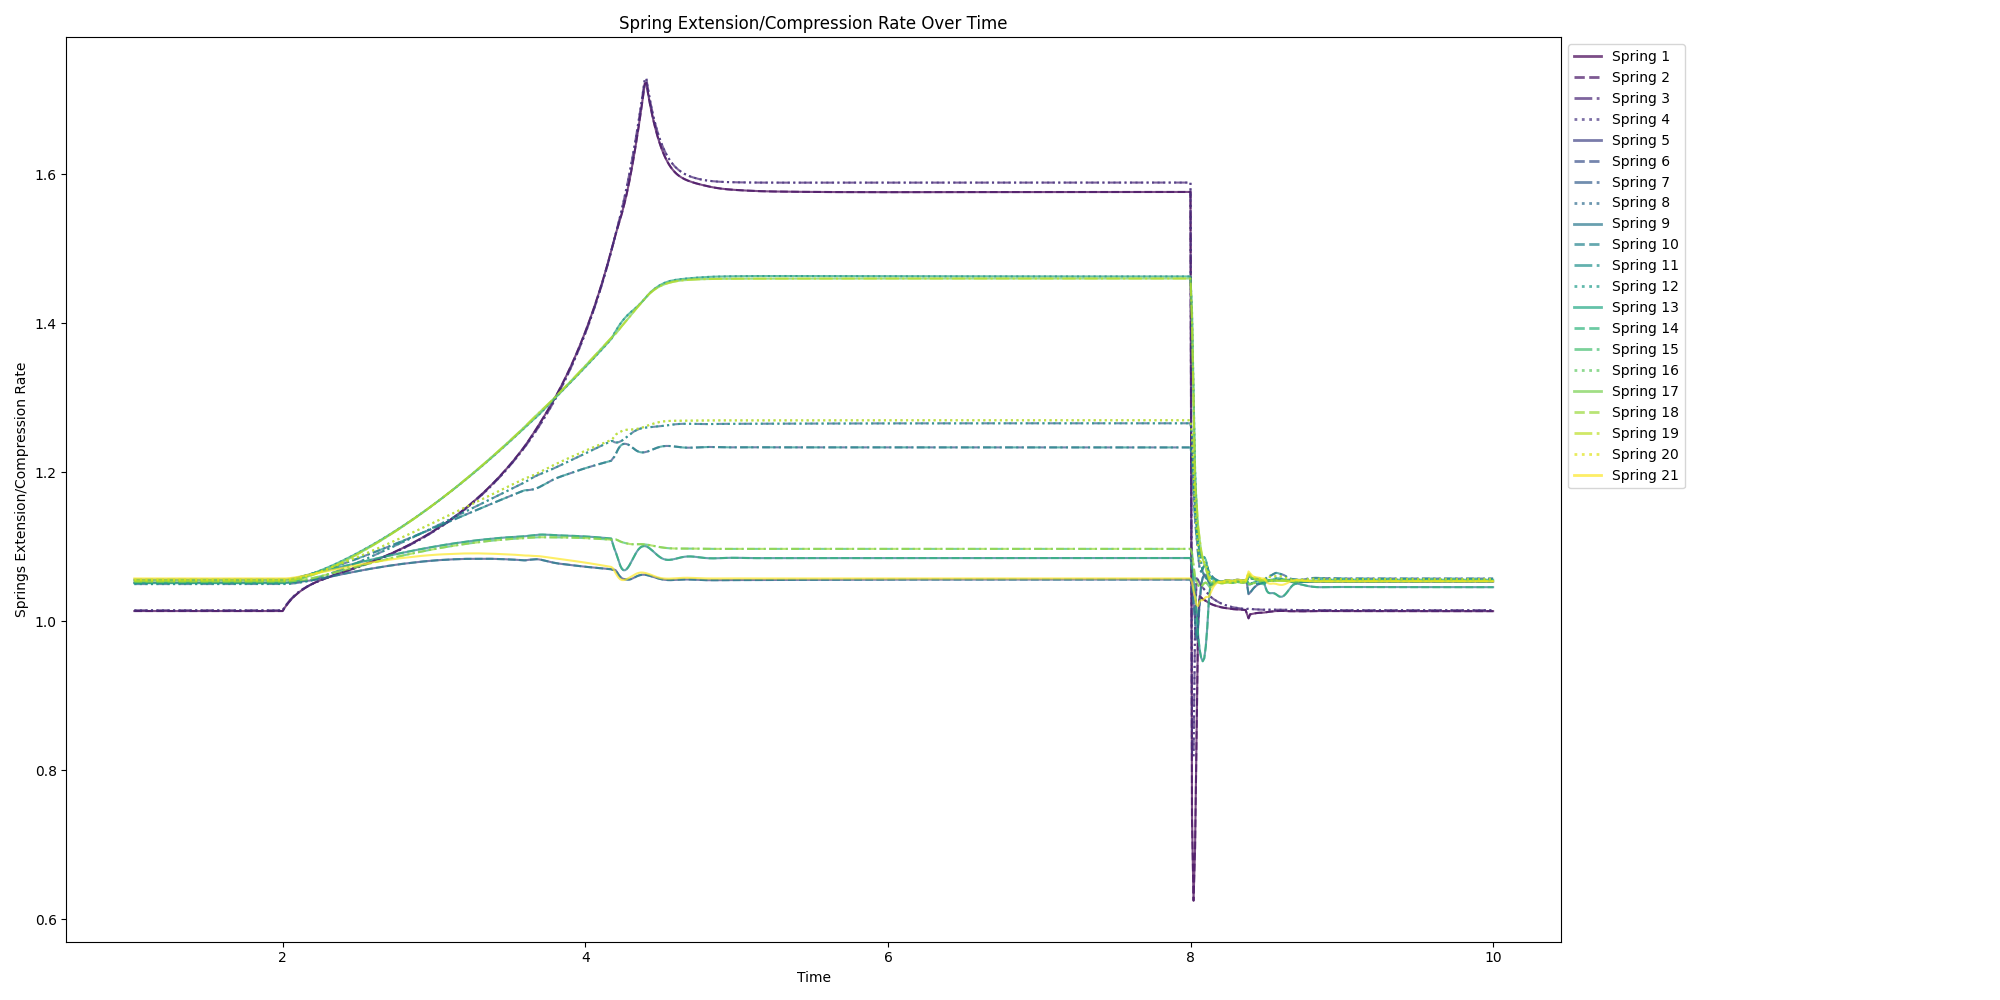 Spring Extension/Compression Rate Over Time
Springs Extension/Compression Rate
1.6
1.4
1.2
1.0
0.8
0.6
2
4
6
8
10
Time
Spring 1
Spring 2
Spring 3
Spring 4
Spring 5
Spring 6
Spring 7
Spring 8
Spring 9
Spring 10
Spring 11
Spring 12
Spring 13
Spring 14
Spring 15
Spring 16
Spring 17
Spring 18
Spring 19
Spring 20
Spring 21